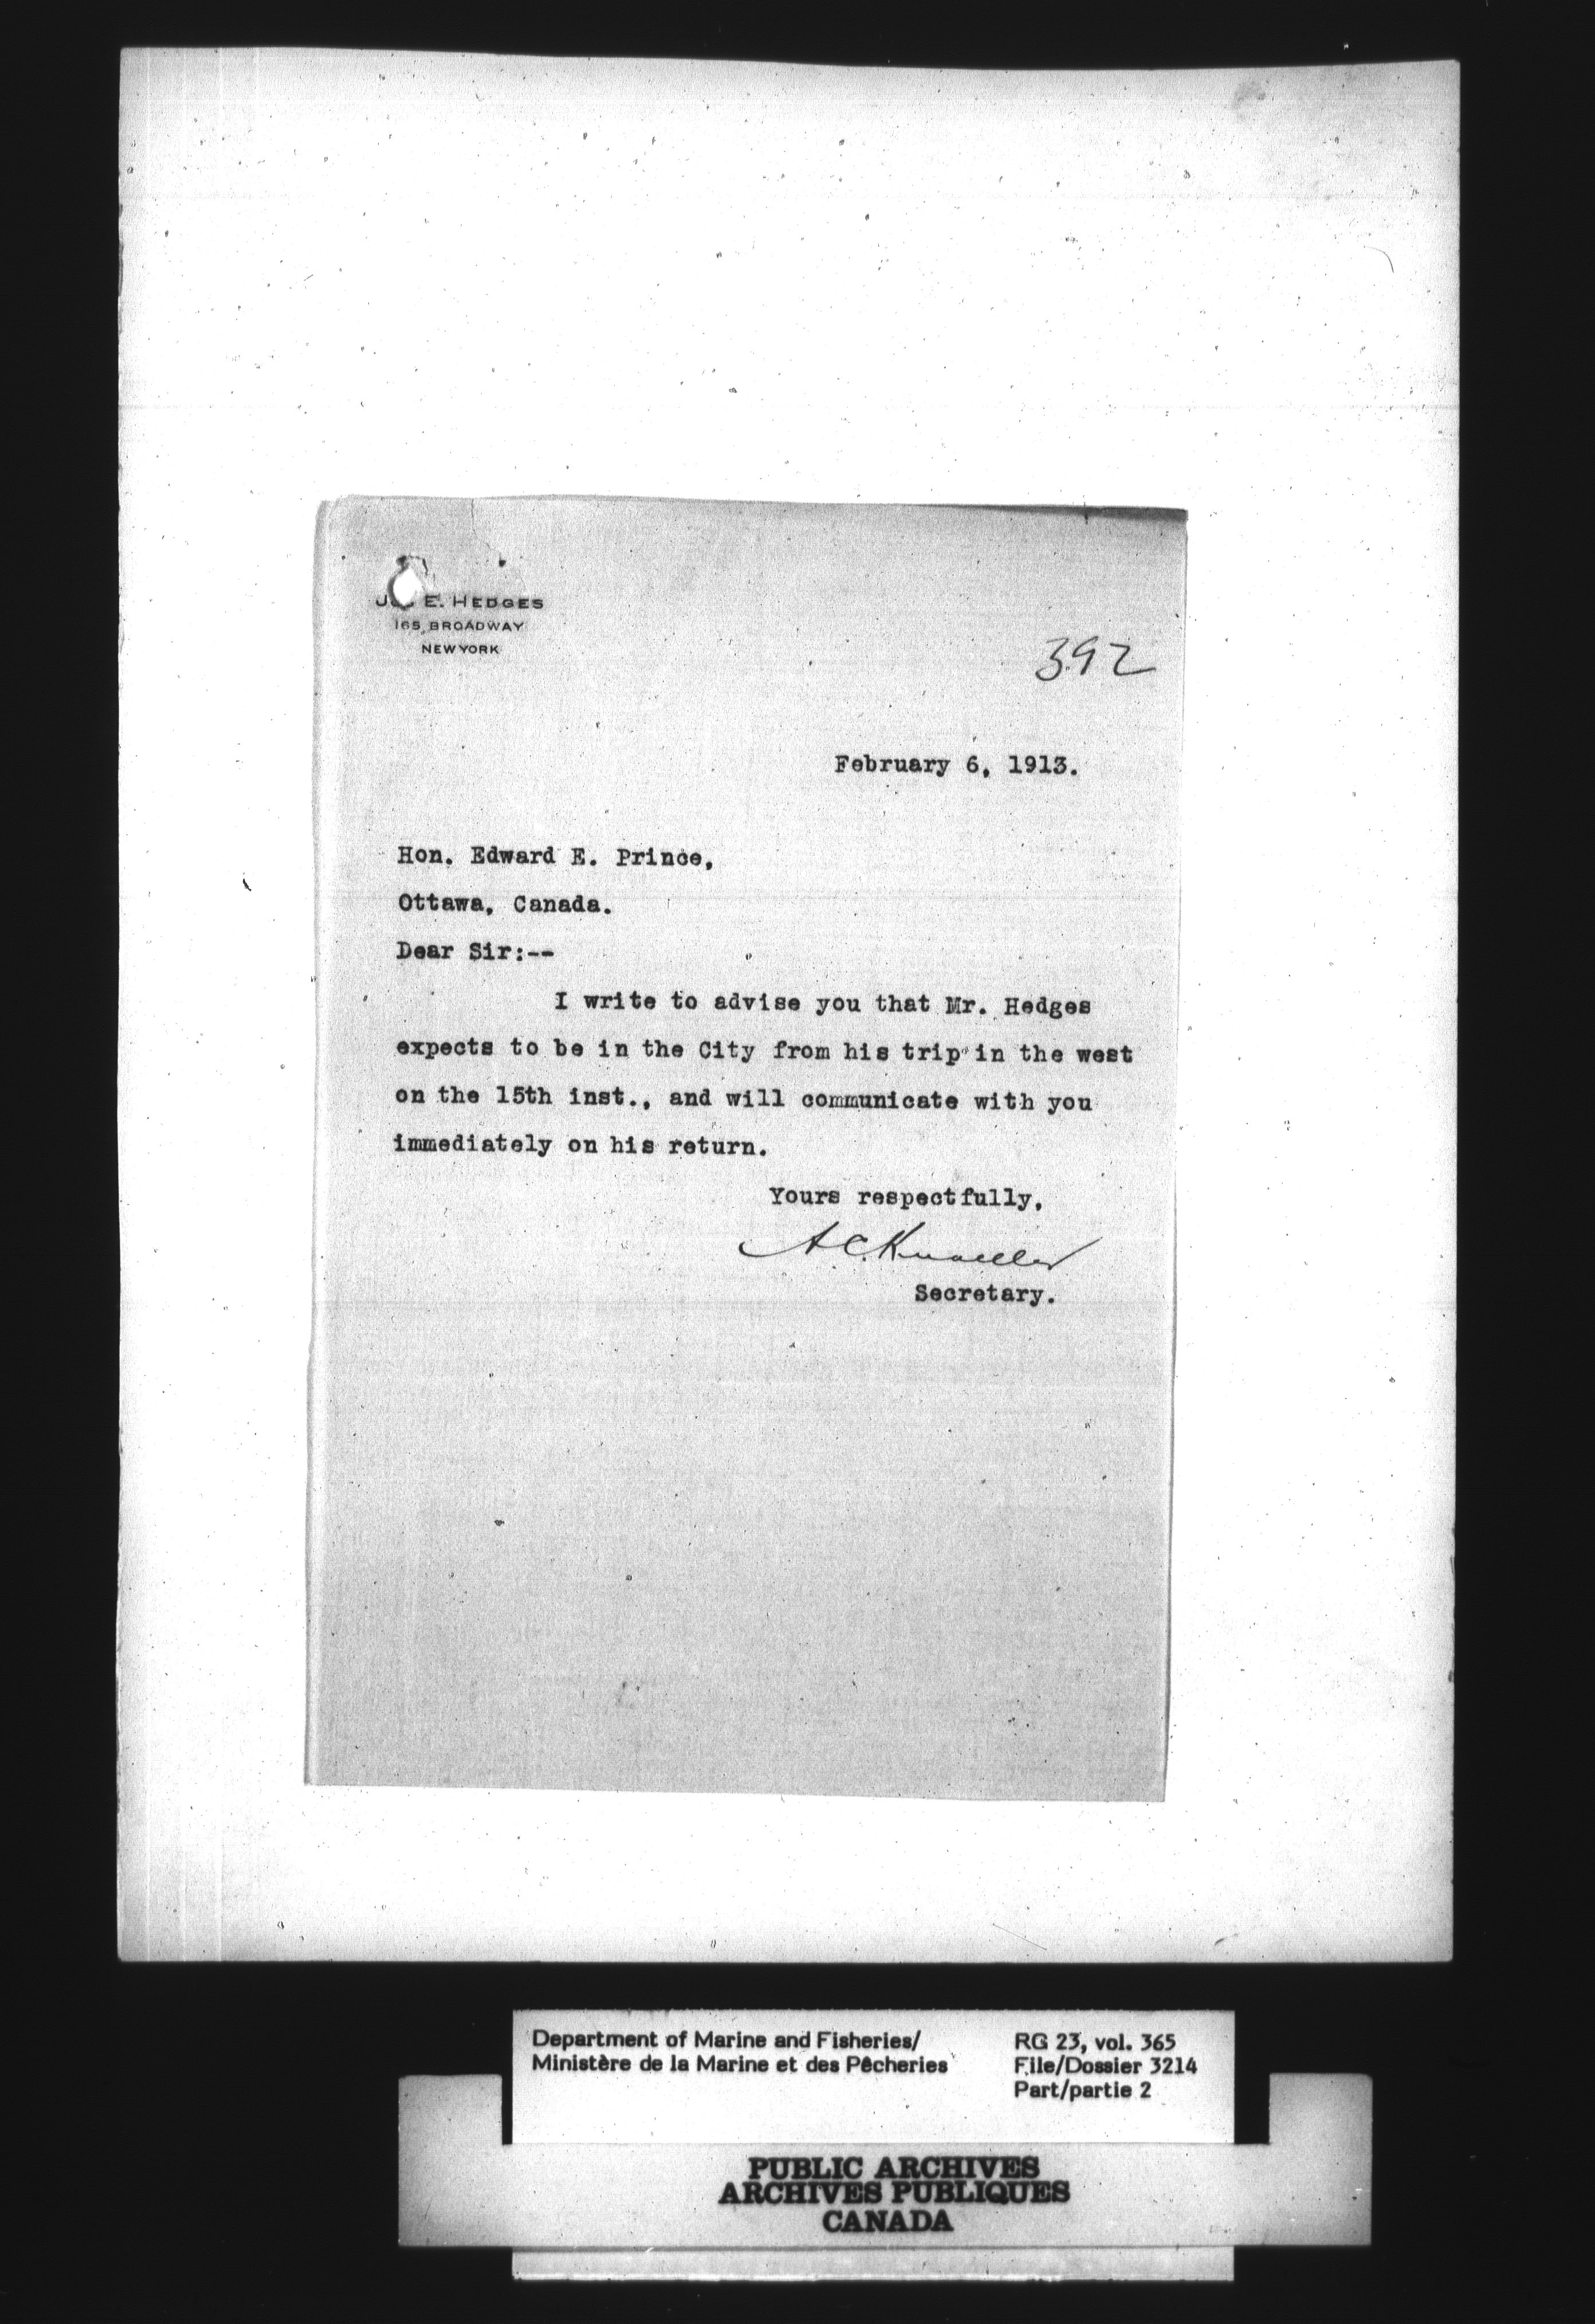 E. HEDGES
165, BROADWAY
NEW YORK
392
February 6, 1913.
Hon. Edward E. Prince,
Ottawa, Canada.
Dear Sir:--
I write to advise you that Mr. Hedges
expects to be in the City from his trip in the west
on the 15th inst., and will communicate with you
immediately on his return.
Yours respectfully,
Secretary.
Department of Marine and Fisheries/
Ministère de la Marine et des Pêcheries
RG 23, vol. 365
File/Dossier 3214
Part/partie 2
PUBLIC ARCHIVES
ARCHIVES PUBLIQUES
CANADA